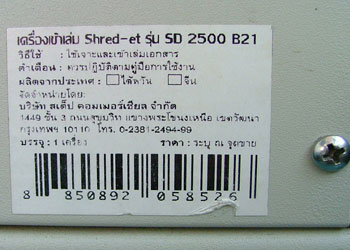 เครื่องเข้าเล่ม Shred-et รุ่น SD 2500 B21
วิธีใช้ : ใช้เจาะและเข้าเล่มเอกสาร
คำเตือน : ควรปฏิบัติตามคู่มือการใช้งาน
ผลิตจากประเทศ : ไต้หวัน จีน
จัดจำหน่ายโดย:
บริษัท สเต็ป คอมเมอร์เชียล จำกัด
1449 ชั้น 3 ถนนสุขุมวิท แขวงพระโขนงเหนือ เขตวัฒนา
กรุงเทพฯ 10110 โทร. 0-2381-2494-99
บรรจุ : 1 เครื่อง ราคา : ระบุ ณ จุดขาย
8 850892 058526